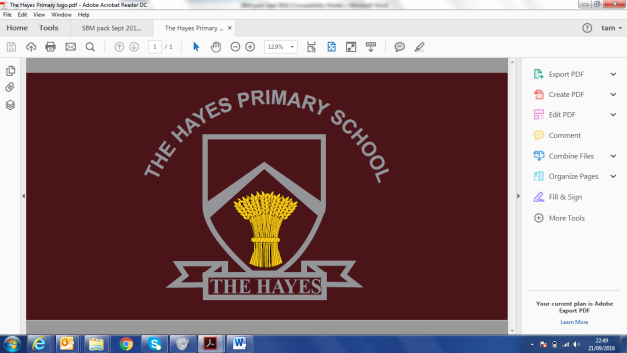 The Hayes Primary logo.pdf - Adobe Acrobat Reader DC
File Edit View Window Help
Home Tools SBM pack Sept 201... The Hayes Primary ... × tam
1 / 1 12.9%
THE HAYES PRIMARY SCHOOL
THE HAYES
Export PDF
Create PDF
Edit PDF
Comment
Combine Files
Organize Pages
Fill & Sign
More Tools
Your current plan is Adobe
Export PDF
Learn More
22:49
21/09/2016